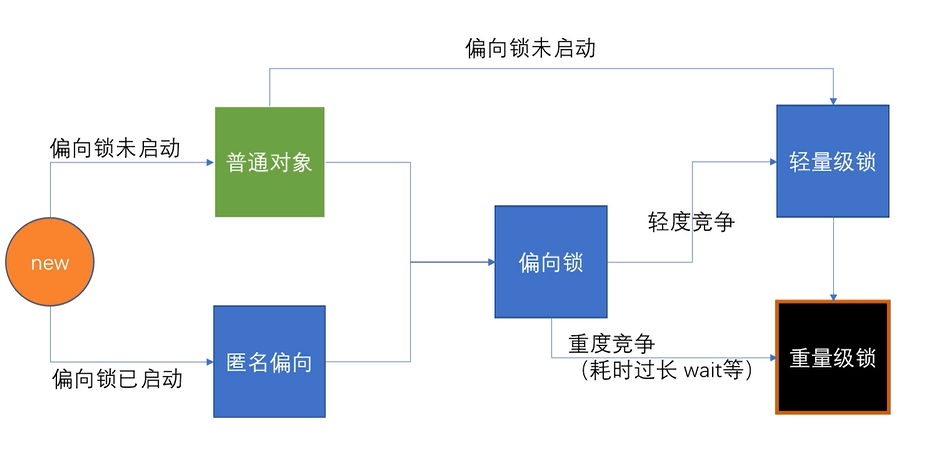 偏向锁未启动
偏向锁未启动
普通对象
轻量级锁
轻度竞争
new
偏向锁
重度竞争
（耗时过长 wait等）
匿名偏向
重量级锁
偏向锁已启动